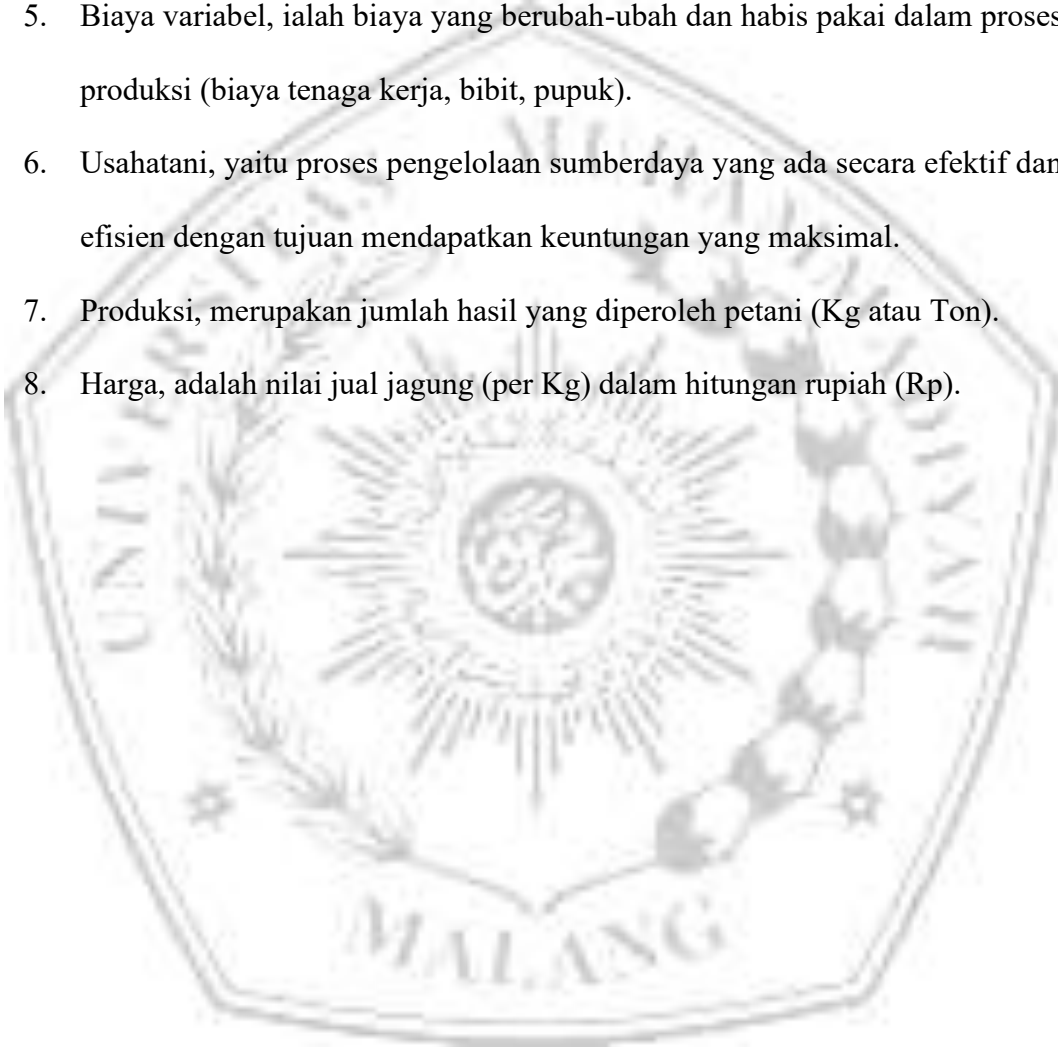 5. Biaya variabel, ialah biaya yang berubah-ubah dan habis pakai dalam proses
produksi (biaya tenaga kerja, bibit, pupuk).
6. Usahatani, yaitu proses pengelolaan sumberdaya yang ada secara efektif dan
efisien dengan tujuan mendapatkan keuntungan yang maksimal.
7. Produksi, merupakan jumlah hasil yang diperoleh petani (Kg atau Ton).
8. Harga, adalah nilai jual jagung (per Kg) dalam hitungan rupiah (Rp).
UNIVERSITAS MUHAMMADIYAH
MALANG